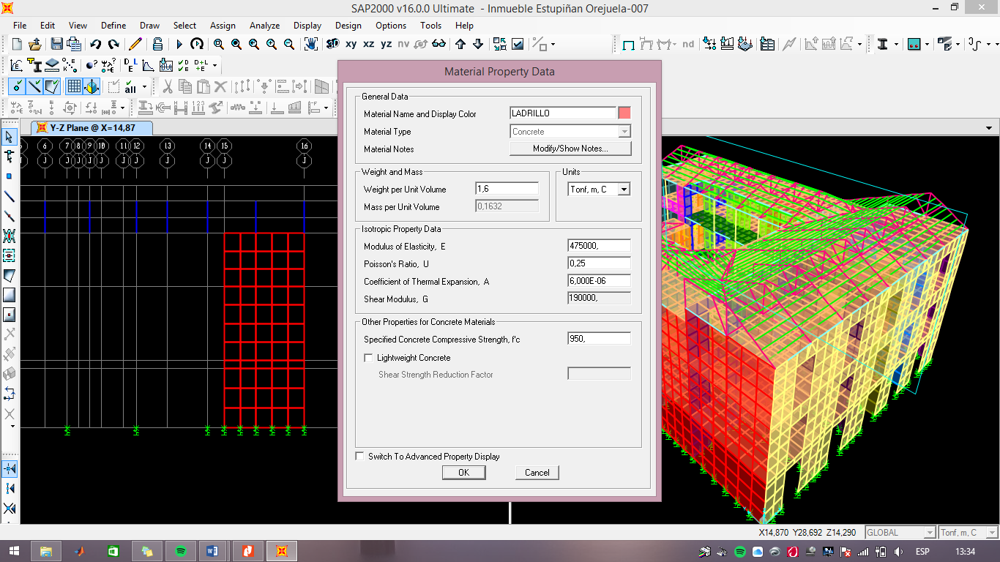 SAP2000 v16.0.0 Ultimate - Inmueble Estupiñan Orejuela-007
File Edit View Define Draw Select Assign Analyze Display Design Options Tools Help
3D xy xz yz nv
nd
all
Y-Z Plane @ X=14,87
6 7 8 9 10 11 12 13 14 15 16
J J J J J J J J J J J
Material Property Data
General Data
Material Name and Display Color LADRILLO
Material Type Concrete
Material Notes Modify/Show Notes...
Weight and Mass
Weight per Unit Volume 1,6
Mass per Unit Volume 0,1632
Units
Tonf, m, C
Isotropic Property Data
Modulus of Elasticity, E 475000,
Poisson's Ratio, U 0,25
Coefficient of Thermal Expansion, A 6,000E-06
Shear Modulus, G 190000,
Other Properties for Concrete Materials
Specified Concrete Compressive Strength, f'c 950,
Lightweight Concrete
Shear Strength Reduction Factor
Switch To Advanced Property Display
OK Cancel
X14,870 Y28,692 Z14,290 GLOBAL Tonf, m, C
ESP 13:34